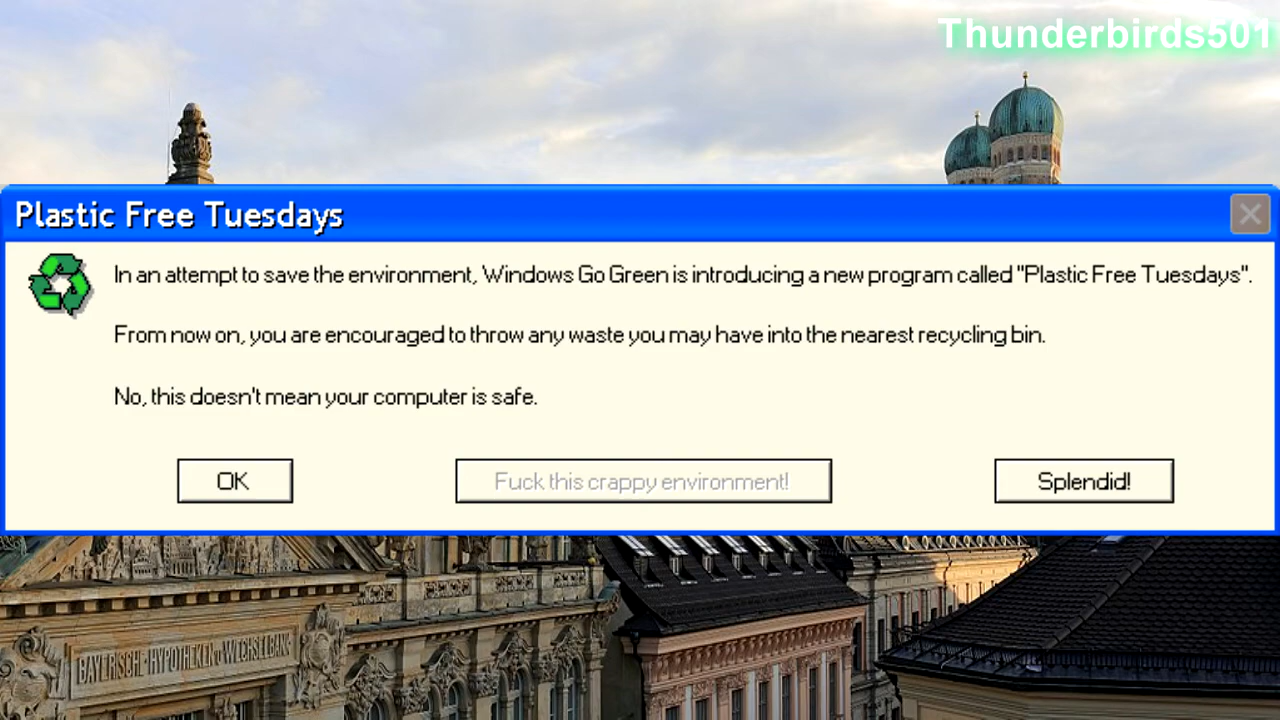 Thunderbirds501
Plastic Free Tuesdays
In an attempt to save the environment, Windows Go Green is introducing a new program called "Plastic Free Tuesdays".
From now on, you are encouraged to throw any waste you may have into the nearest recycling bin.
No, this doesn't mean your computer is safe.
OK
Fuck this crappy environment!
Splendid!
BAYERISCHE·HYPOTHEKEN u WECHSELBANK